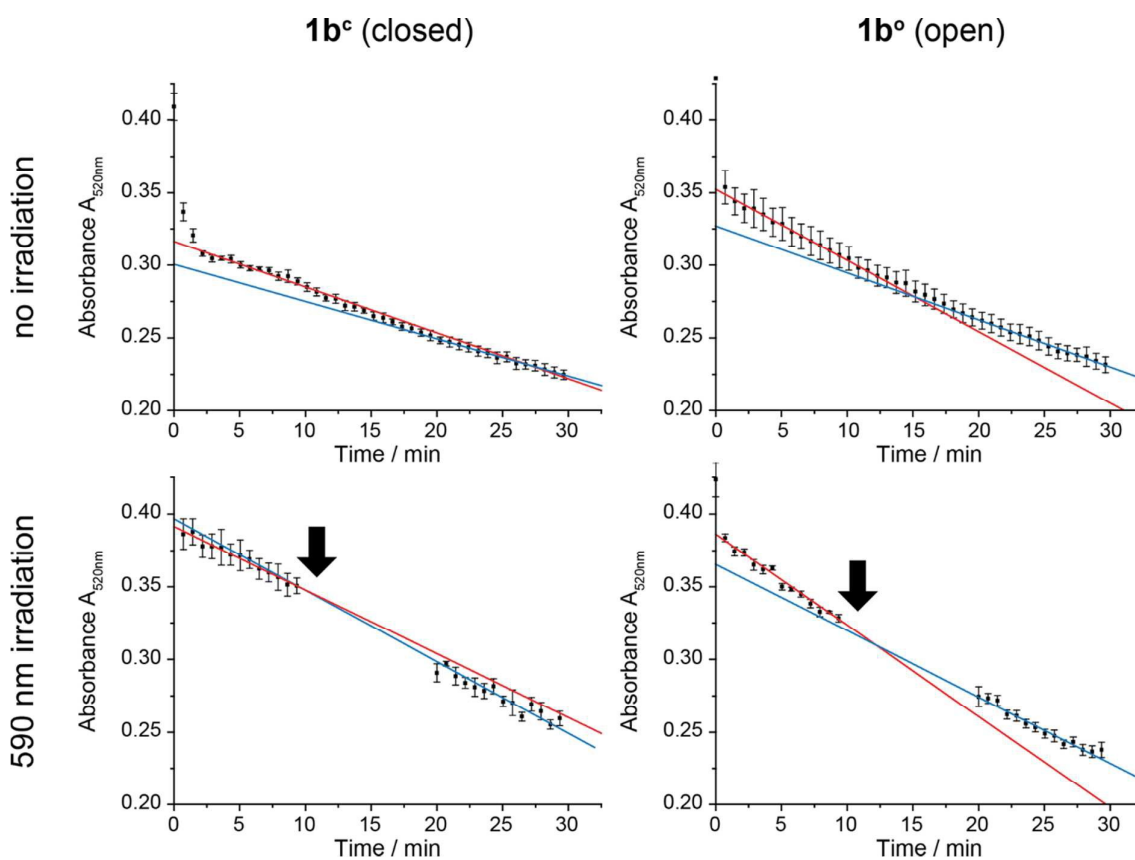 1bᶜ (closed)
1bᵒ (open)
no irradiation
Absorbance A₅₂₀ₙₘ
0.40
0.35
0.30
0.25
0.20
0 5 10 15 20 25 30
Time / min
Absorbance A₅₂₀ₙₘ
0.40
0.35
0.30
0.25
0.20
0 5 10 15 20 25 30
Time / min
590 nm irradiation
Absorbance A₅₂₀ₙₘ
0.40
0.35
0.30
0.25
0.20
0 5 10 15 20 25 30
Time / min
Absorbance A₅₂₀ₙₘ
0.40
0.35
0.30
0.25
0.20
0 5 10 15 20 25 30
Time / min